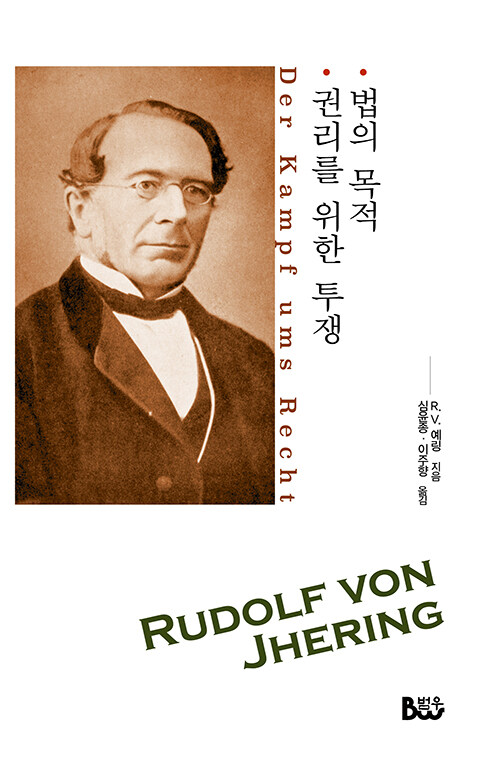 • 법의 목적
• 권리를 위한 투쟁
Der Kampf ums Recht
R. V. 예링 지음
심윤종 · 이주향 옮김
RUDOLF VON
JHERING
범우
BW